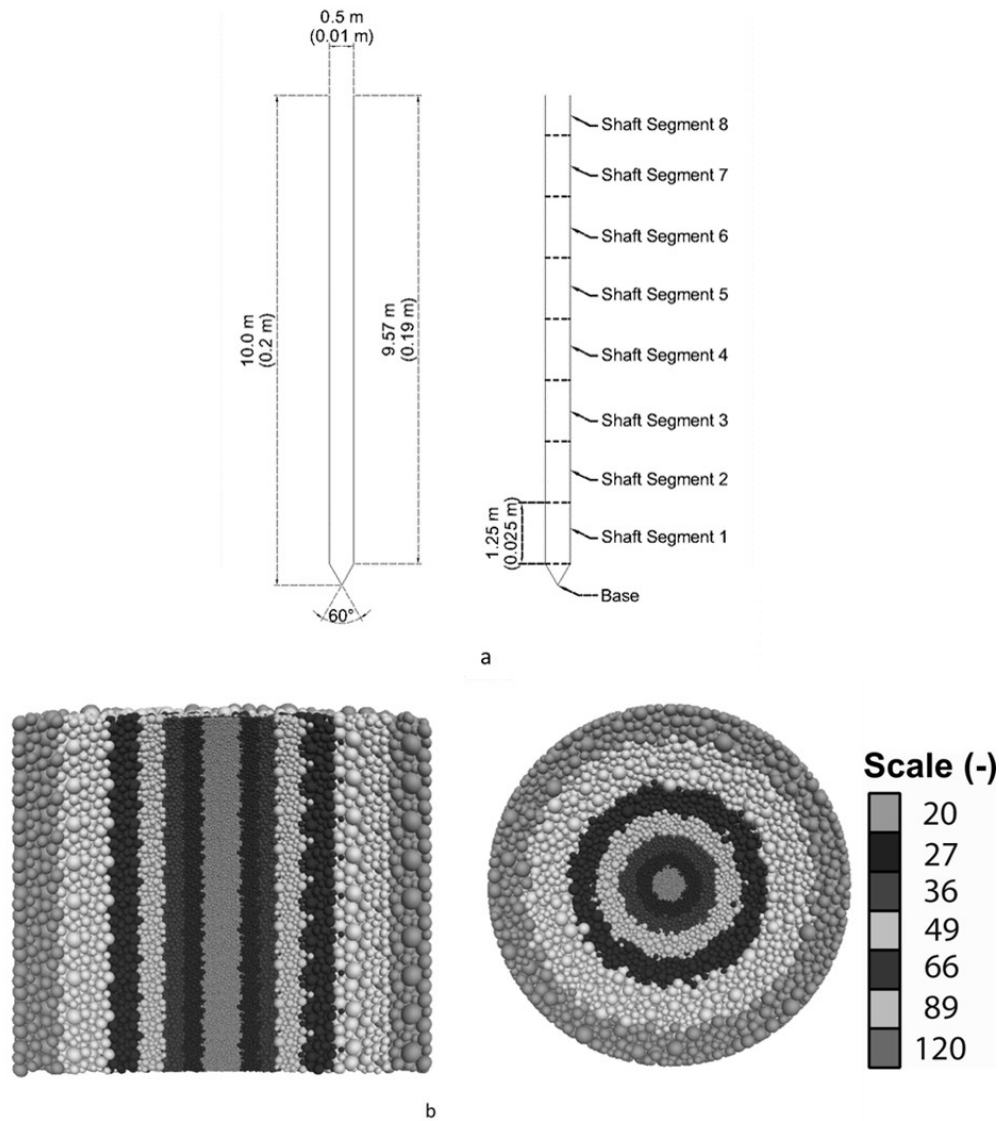 0.5 m
(0.01 m)
10.0 m
(0.2 m)
9.57 m
(0.19 m)
60°
Shaft Segment 8
Shaft Segment 7
Shaft Segment 6
Shaft Segment 5
Shaft Segment 4
Shaft Segment 3
Shaft Segment 2
1.25 m
(0.025 m)
Shaft Segment 1
Base
a
Scale (-)
20
27
36
49
66
89
120
b